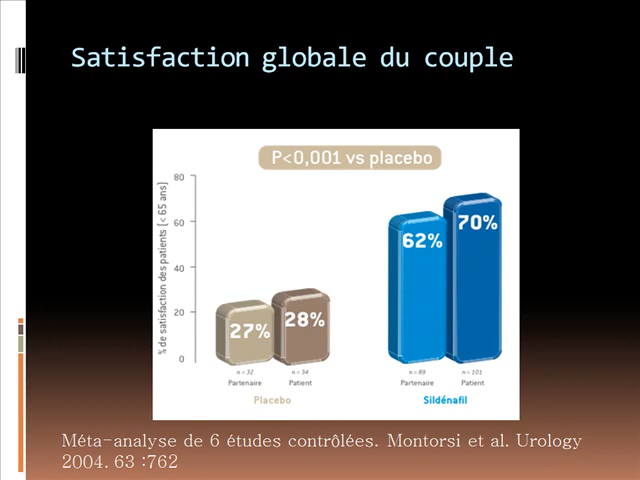 Satisfaction globale du couple
P<0,001 vs placebo
% de satisfaction des patients (< 65 ans)
80
60
40
20
0
27%
28%
62%
70%
n = 32
n = 34
n = 89
n = 101
Partenaire
Patient
Partenaire
Patient
Placebo
Sildénafil
Méta-analyse de 6 études contrôlées. Montorsi et al. Urology
2004. 63 :762